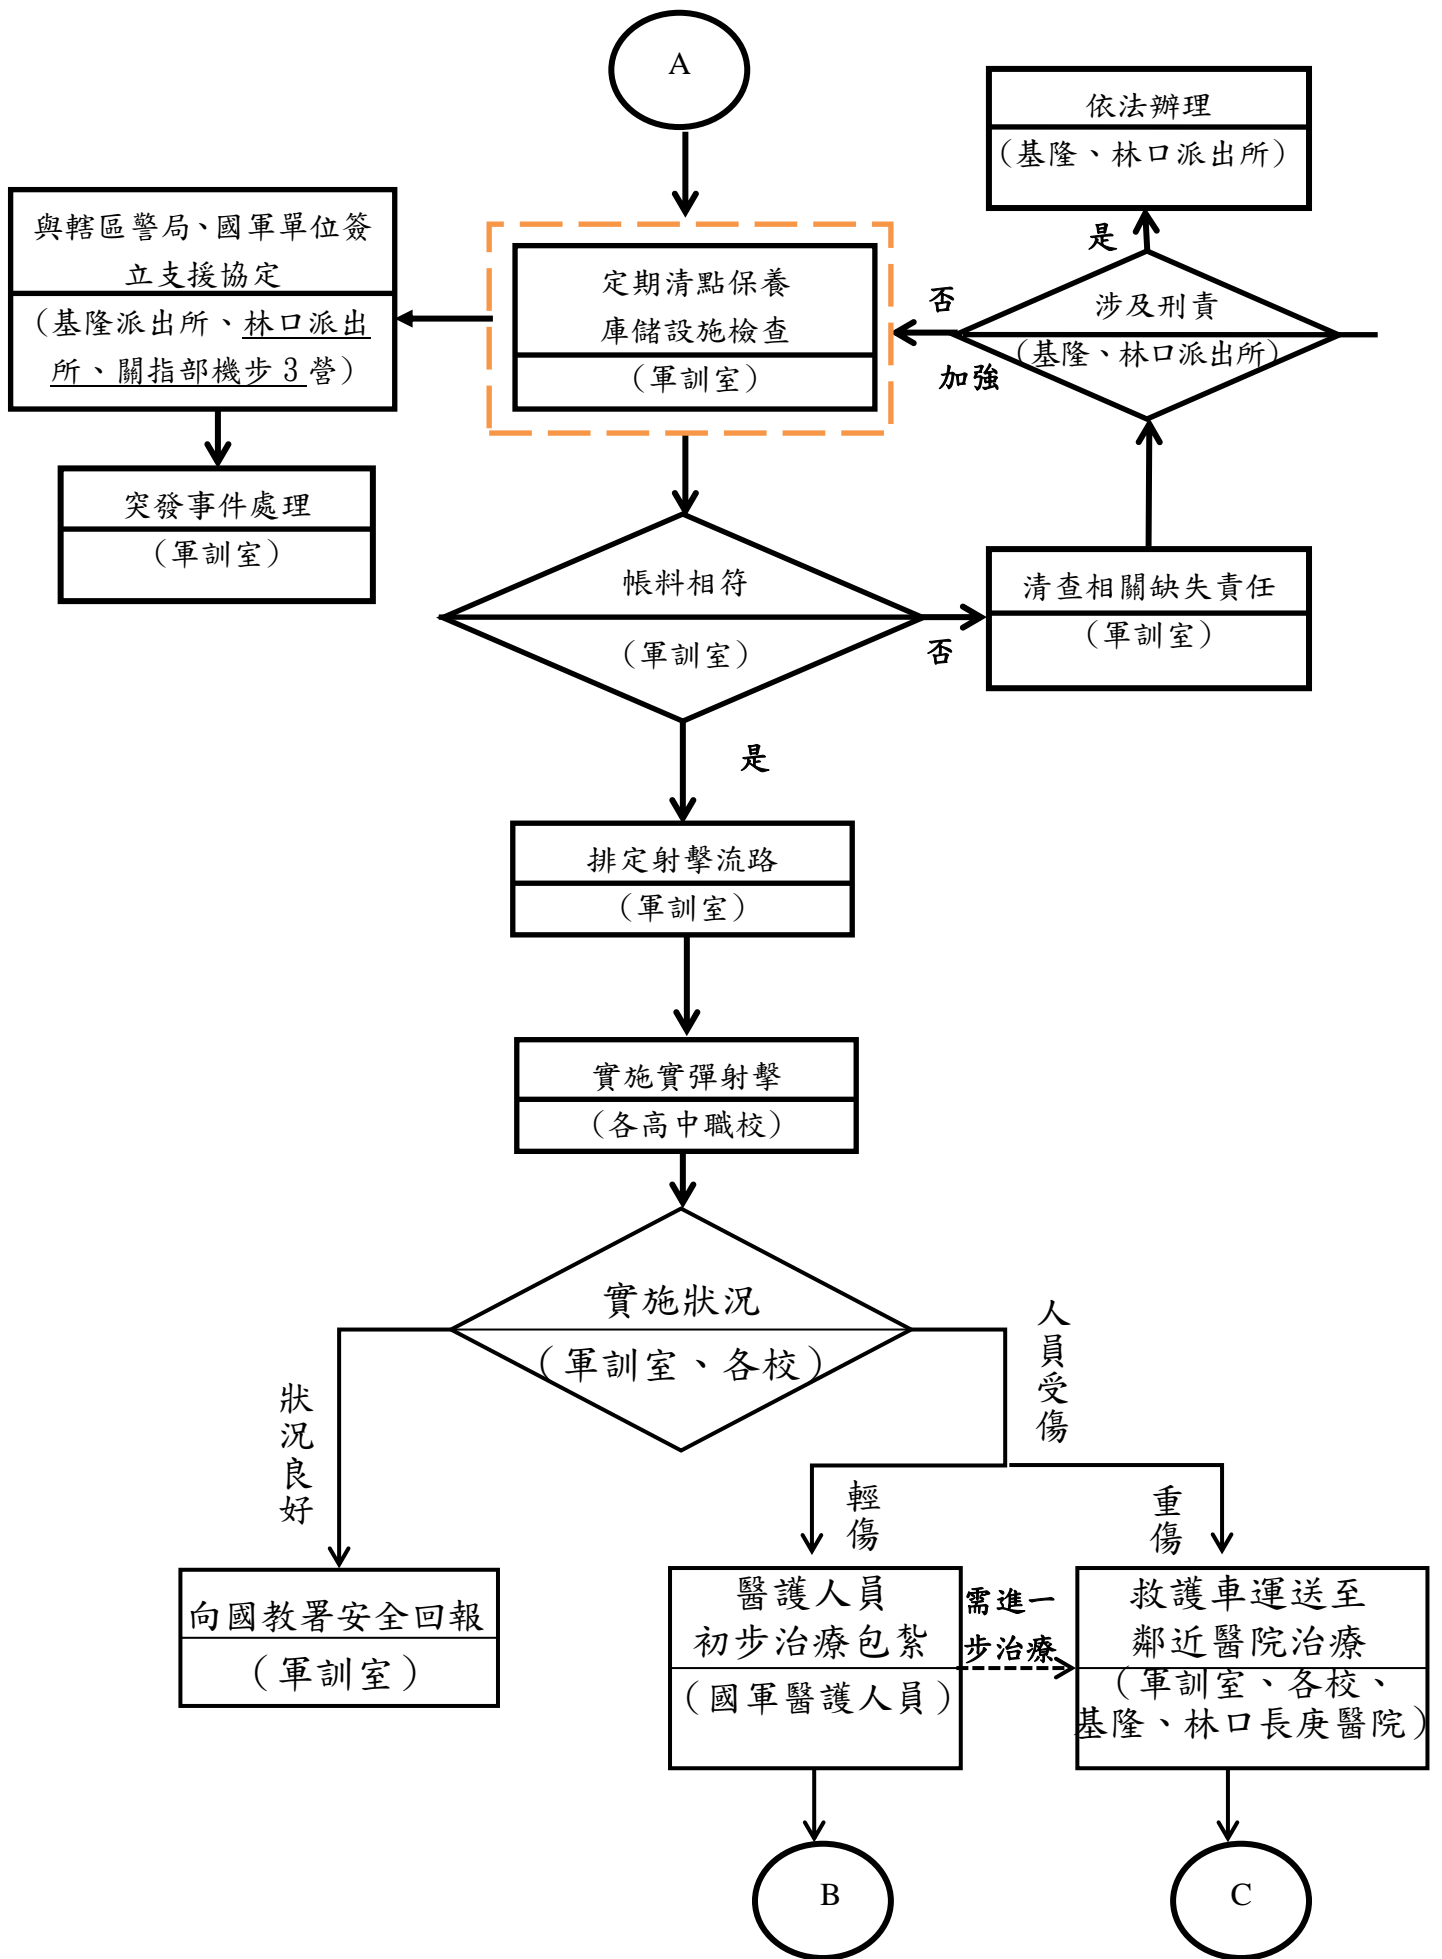 A
依法辦理
（基隆、林口派出所）
是
與轄區警局、國軍單位簽
立支援協定
（基隆派出所、林口派出
所、關指部機步3營）
定期清點保養
庫儲設施檢查
（軍訓室）
否
加強
涉及刑責
（基隆、林口派出所）
突發事件處理
（軍訓室）
帳料相符
（軍訓室）
否
清查相關缺失責任
（軍訓室）
是
排定射擊流路
（軍訓室）
實施實彈射擊
（各高中職校）
實施狀況
（軍訓室、各校）
狀況良好
人員受傷
輕傷
重傷
向國教署安全回報
（軍訓室）
醫護人員
初步治療包紮
（國軍醫護人員）
需進一
步治療
救護車運送至
鄰近醫院治療
（軍訓室、各校、
基隆、林口長庚醫院）
B
C